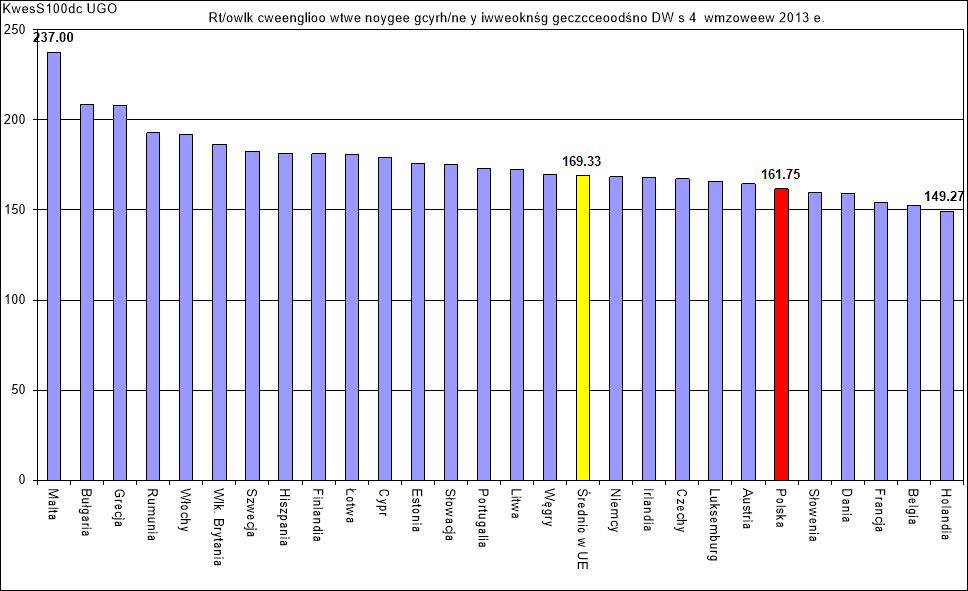 KwesS100dc UGO
Rt/owlk cweenglioo wtwe noygee gcyrh/ne y iwweoknśg geczcceoodśno DW s 4 wmzoweew 2013 e.
250
200
150
100
50
0
237.00
169.33
161.75
149.27
Malta
Bułgaria
Grecja
Rumunia
Włochy
Wlk. Brytania
Szwecja
Hiszpania
Finlandia
Łotwa
Cypr
Estonia
Słowacja
Portugalia
Litwa
Węgry
Średnio w UE
Niemcy
Irlandia
Czechy
Luksemburg
Austria
Polska
Słowenia
Dania
Francja
Belgia
Holandia